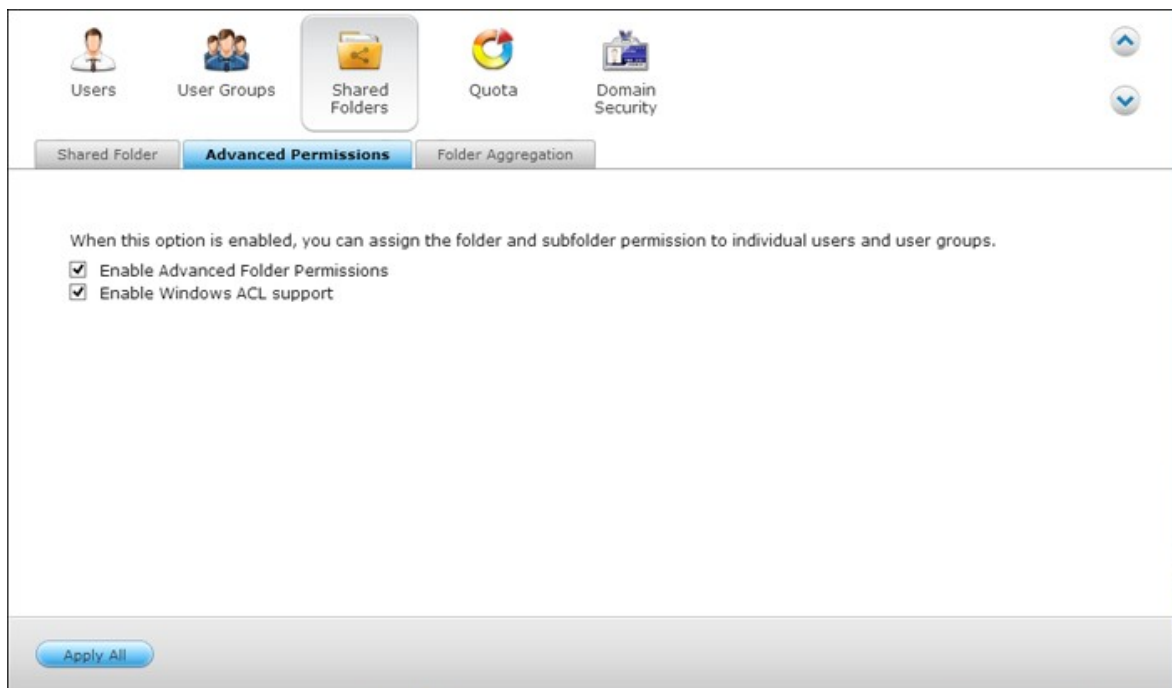 Users
User Groups
Shared
Folders
Quota
Domain
Security
Shared Folder
Advanced Permissions
Folder Aggregation
When this option is enabled, you can assign the folder and subfolder permission to individual users and user groups.
Enable Advanced Folder Permissions
Enable Windows ACL support
Apply All